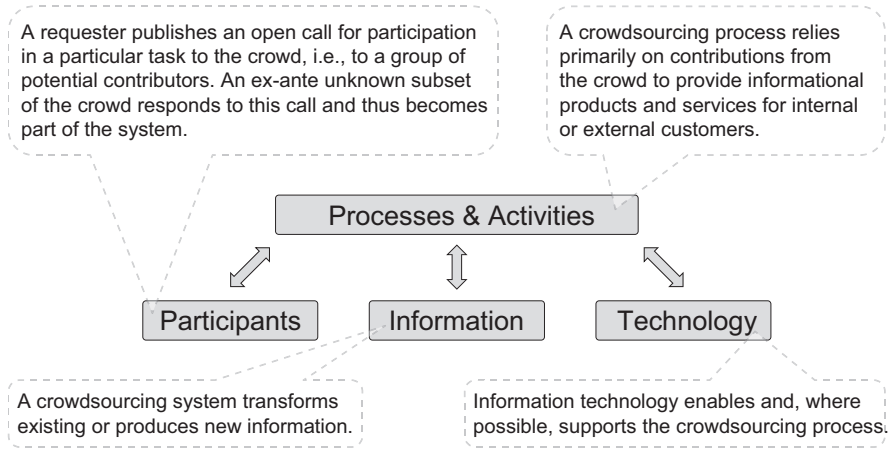 A requester publishes an open call for participation
in a particular task to the crowd, i.e., to a group of
potential contributors. An ex-ante unknown subset
of the crowd responds to this call and thus becomes
part of the system.
A crowdsourcing process relies
primarily on contributions from
the crowd to provide informational
products and services for internal
or external customers.
Processes & Activities
Participants
Information
Technology
A crowdsourcing system transforms
existing or produces new information.
Information technology enables and, where
possible, supports the crowdsourcing process.